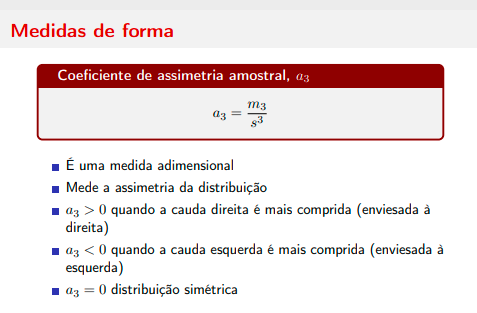 Medidas de forma
Coeficiente de assimetria amostral, a₃
a₃ = m₃/s³
É uma medida adimensional
Mede a assimetria da distribuição
a₃ > 0 quando a cauda direita é mais comprida (enviesada à
direita)
a₃ < 0 quando a cauda esquerda é mais comprida (enviesada à
esquerda)
a₃ = 0 distribuição simétrica